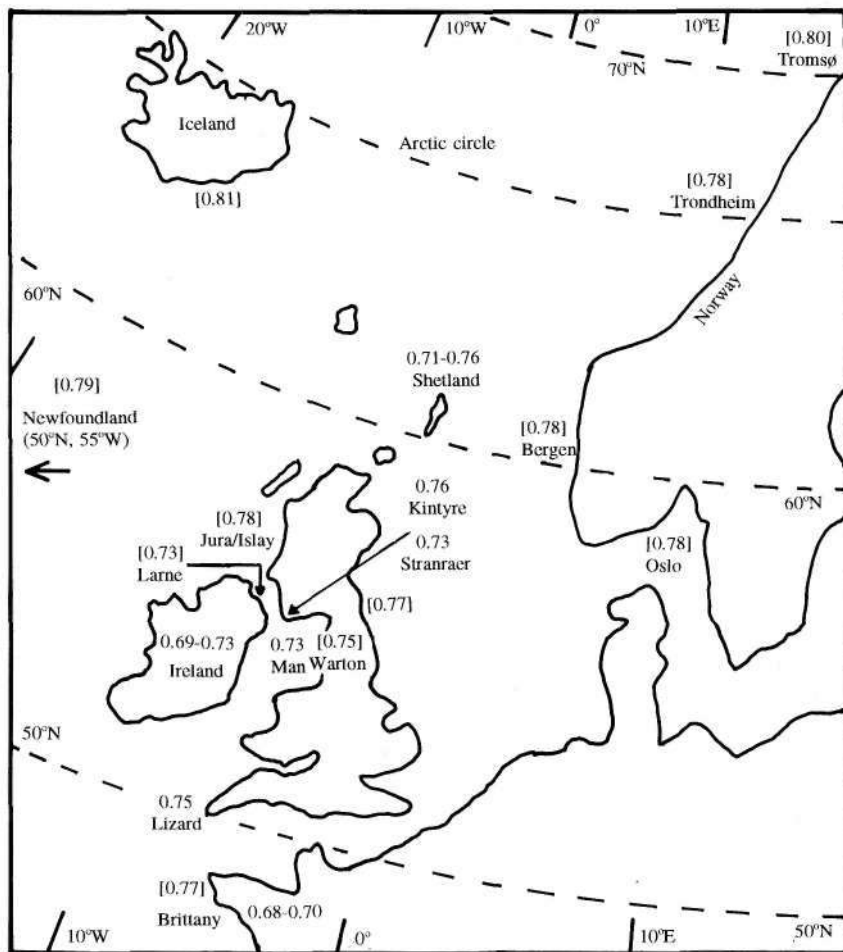 20°W
10°W
0°
10°E
[0.80]
Tromsø
70°N
Iceland
Arctic circle
[0.81]
[0.78]
Trondheim
60°N
Norway
[0.79]
Newfoundland
(50°N, 55°W)
0.71-0.76
Shetland
[0.78]
Bergen
0.76
Kintyre
60°N
[0.78]
Jura/Islay
0.73
Stranraer
[0.78]
Oslo
[0.73]
Larne
[0.77]
0.69-0.73
Ireland
0.73
Man
[0.75]
Warton
50°N
0.75
Lizard
[0.77]
Brittany
0.68-0.70
10°W
0°
10°E
50°N